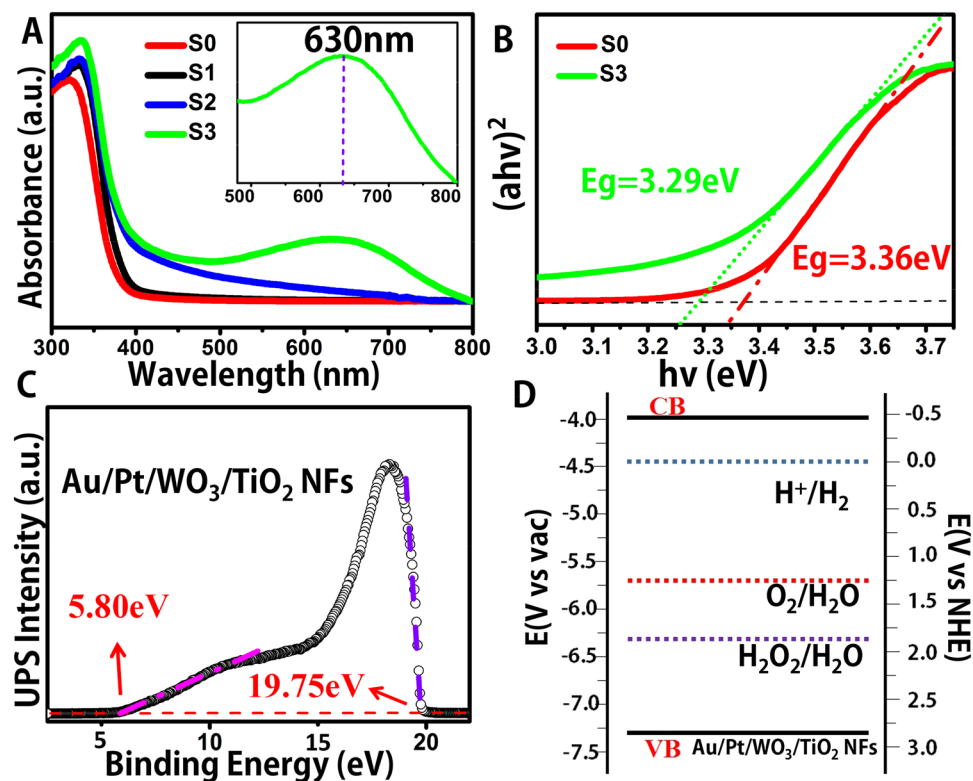 A
S0
S1
S2
S3
630nm
500 600 700 800
Absorbance (a.u.)
300 400 500 600 700 800
Wavelength (nm)
B
S0
S3
(ahv)²
Eg=3.29eV
Eg=3.36eV
3.0 3.1 3.2 3.3 3.4 3.5 3.6 3.7
hv (eV)
C
UPS Intensity (a.u.)
Au/Pt/WO₃/TiO₂ NFs
5.80eV
19.75eV
5 10 15 20
Binding Energy (eV)
D
E(V vs vac)
-4.0
-4.5
-5.0
-5.5
-6.0
-6.5
-7.0
-7.5
CB
H⁺/H₂
O₂/H₂O
H₂O₂/H₂O
VB Au/Pt/WO₃/TiO₂ NFs
-0.5
0.0
0.5
1.0
1.5
2.0
2.5
3.0
E(V vs NHE)